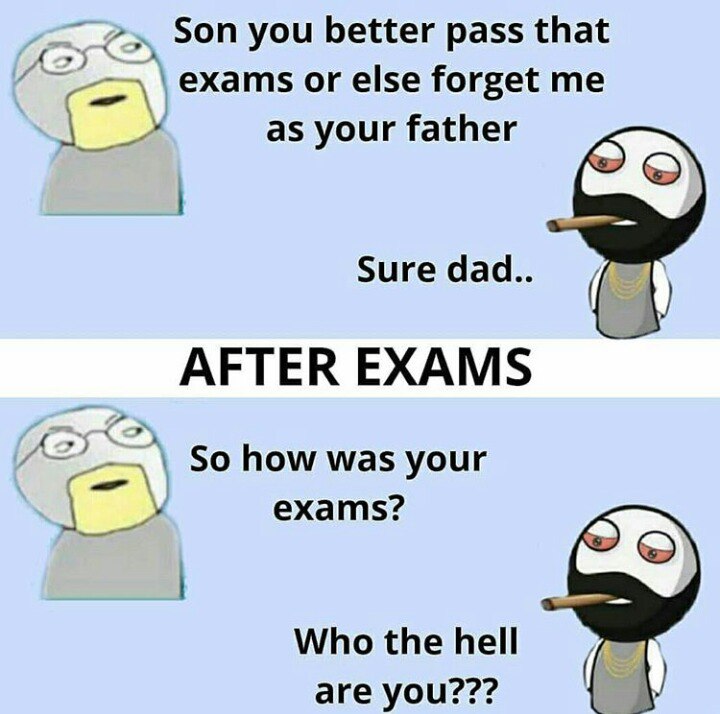 Son you better pass that
exams or else forget me
as your father
Sure dad..
AFTER EXAMS
So how was your
exams?
Who the hell
are you???